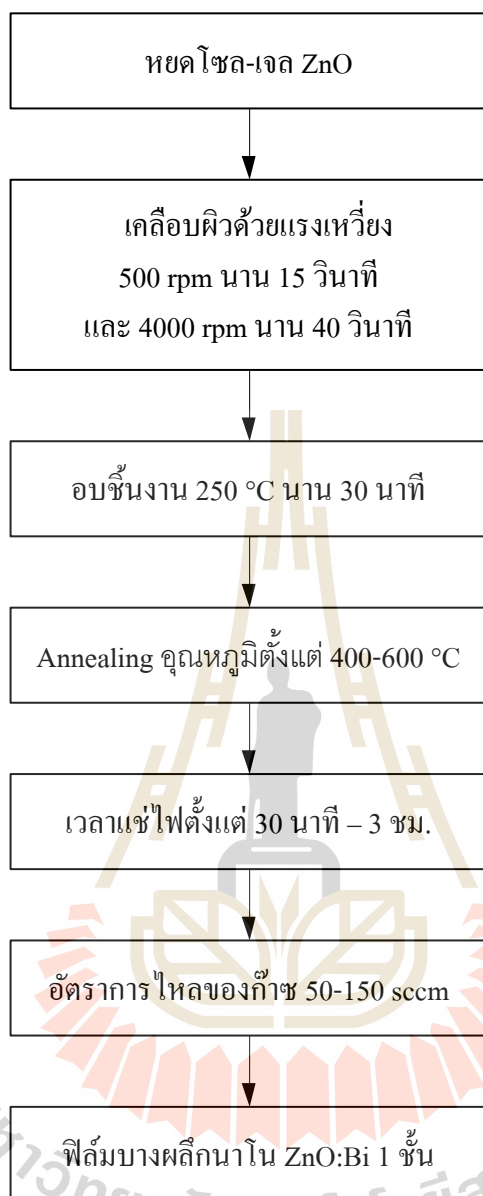 หยดโซล-เจล ZnO
เคลือบผิวด้วยแรงเหวี่ยง
500 rpm นาน 15 วินาที
และ 4000 rpm นาน 40 วินาที
อบชิ้นงาน 250 °C นาน 30 นาที
Annealing อุณหภูมิตั้งแต่ 400-600 °C
เวลาแช่ไฟตั้งแต่ 30 นาที – 3 ชม.
อัตราการไหลของก๊าซ 50-150 sccm
ฟิล์มบางผลึกนาโน ZnO:Bi 1 ชั้น